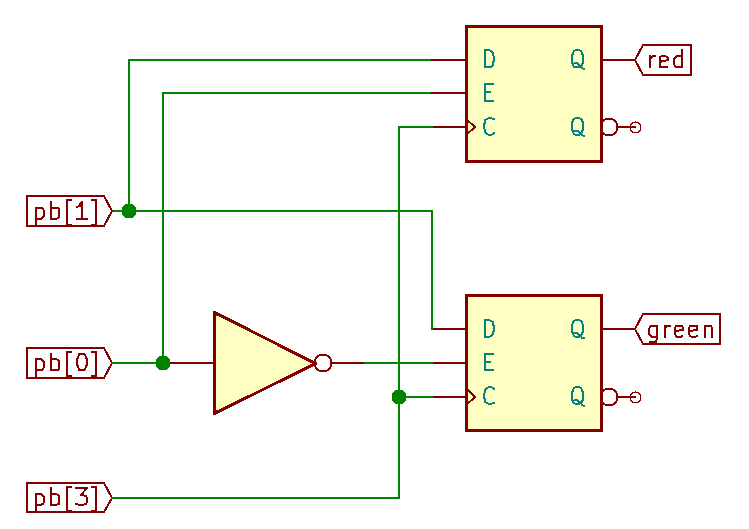 D Q red
E
C Q
pb[1]
D Q green
pb[0] E
C Q
pb[3]